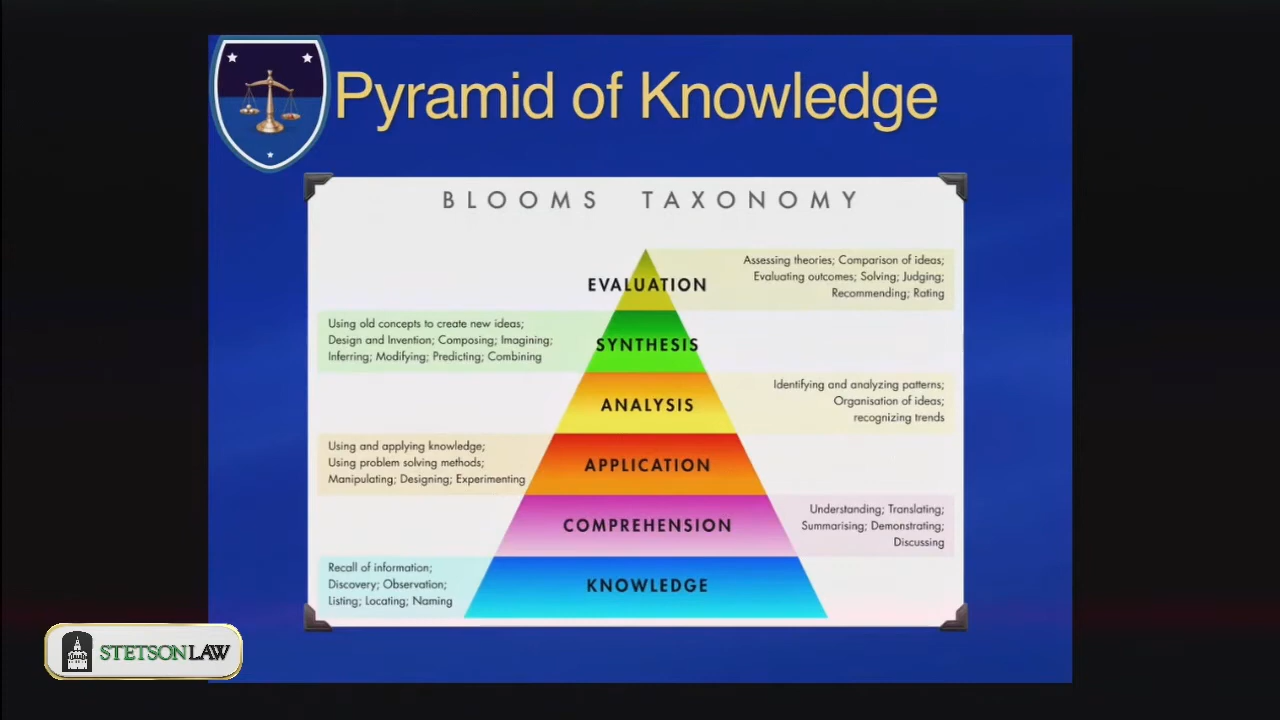 Pyramid of Knowledge
BLOOMS TAXONOMY
EVALUATION
Assessing theories; Comparison of ideas;
Evaluating outcomes; Solving; Judging;
Recommending; Rating
Using old concepts to create new ideas;
Design and Invention; Composing; Imagining;
Inferring; Modifying; Predicting; Combining
SYNTHESIS
ANALYSIS
Identifying and analyzing patterns;
Organisation of ideas;
recognizing trends
Using and applying knowledge;
Using problem solving methods;
Manipulating; Designing; Experimenting
APPLICATION
COMPREHENSION
Understanding; Translating;
Summarising; Demonstrating;
Discussing
Recall of information;
Discovery; Observation;
Listing; Locating; Naming
KNOWLEDGE
STETSON LAW